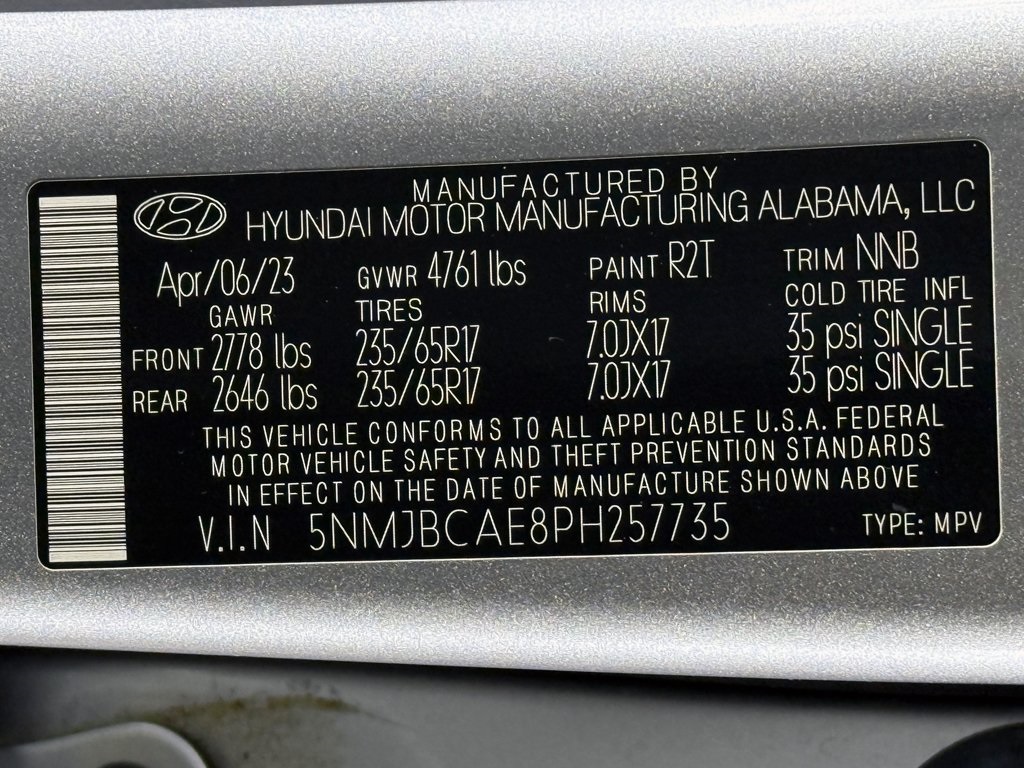 MANUFACTURED BY
HYUNDAI MOTOR MANUFACTURING ALABAMA, LLC
Apr/06/23 GVWR 4761 lbs PAINT R2T TRIM NNB
GAWR TIRES RIMS COLD TIRE INFL
FRONT 2778 lbs 235/65R17 7.0JX17 35 psi SINGLE
REAR 2646 lbs 235/65R17 7.0JX17 35 psi SINGLE
THIS VEHICLE CONFORMS TO ALL APPLICABLE U.S.A. FEDERAL
MOTOR VEHICLE SAFETY AND THEFT PREVENTION STANDARDS
IN EFFECT ON THE DATE OF MANUFACTURE SHOWN ABOVE
V.I.N 5NMJBCAE8PH257735 TYPE: MPV